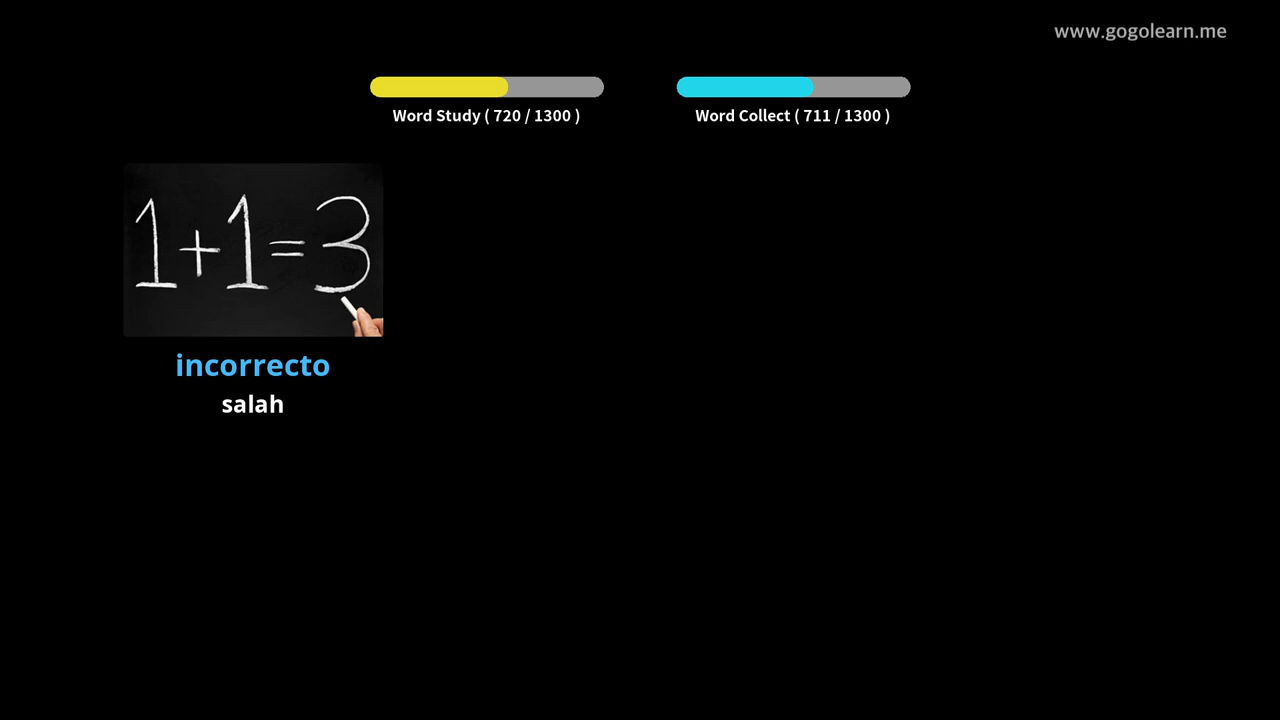 www.gogolearn.me
Word Study ( 720 / 1300 )
Word Collect ( 711 / 1300 )
1+1=3
incorrecto
salah